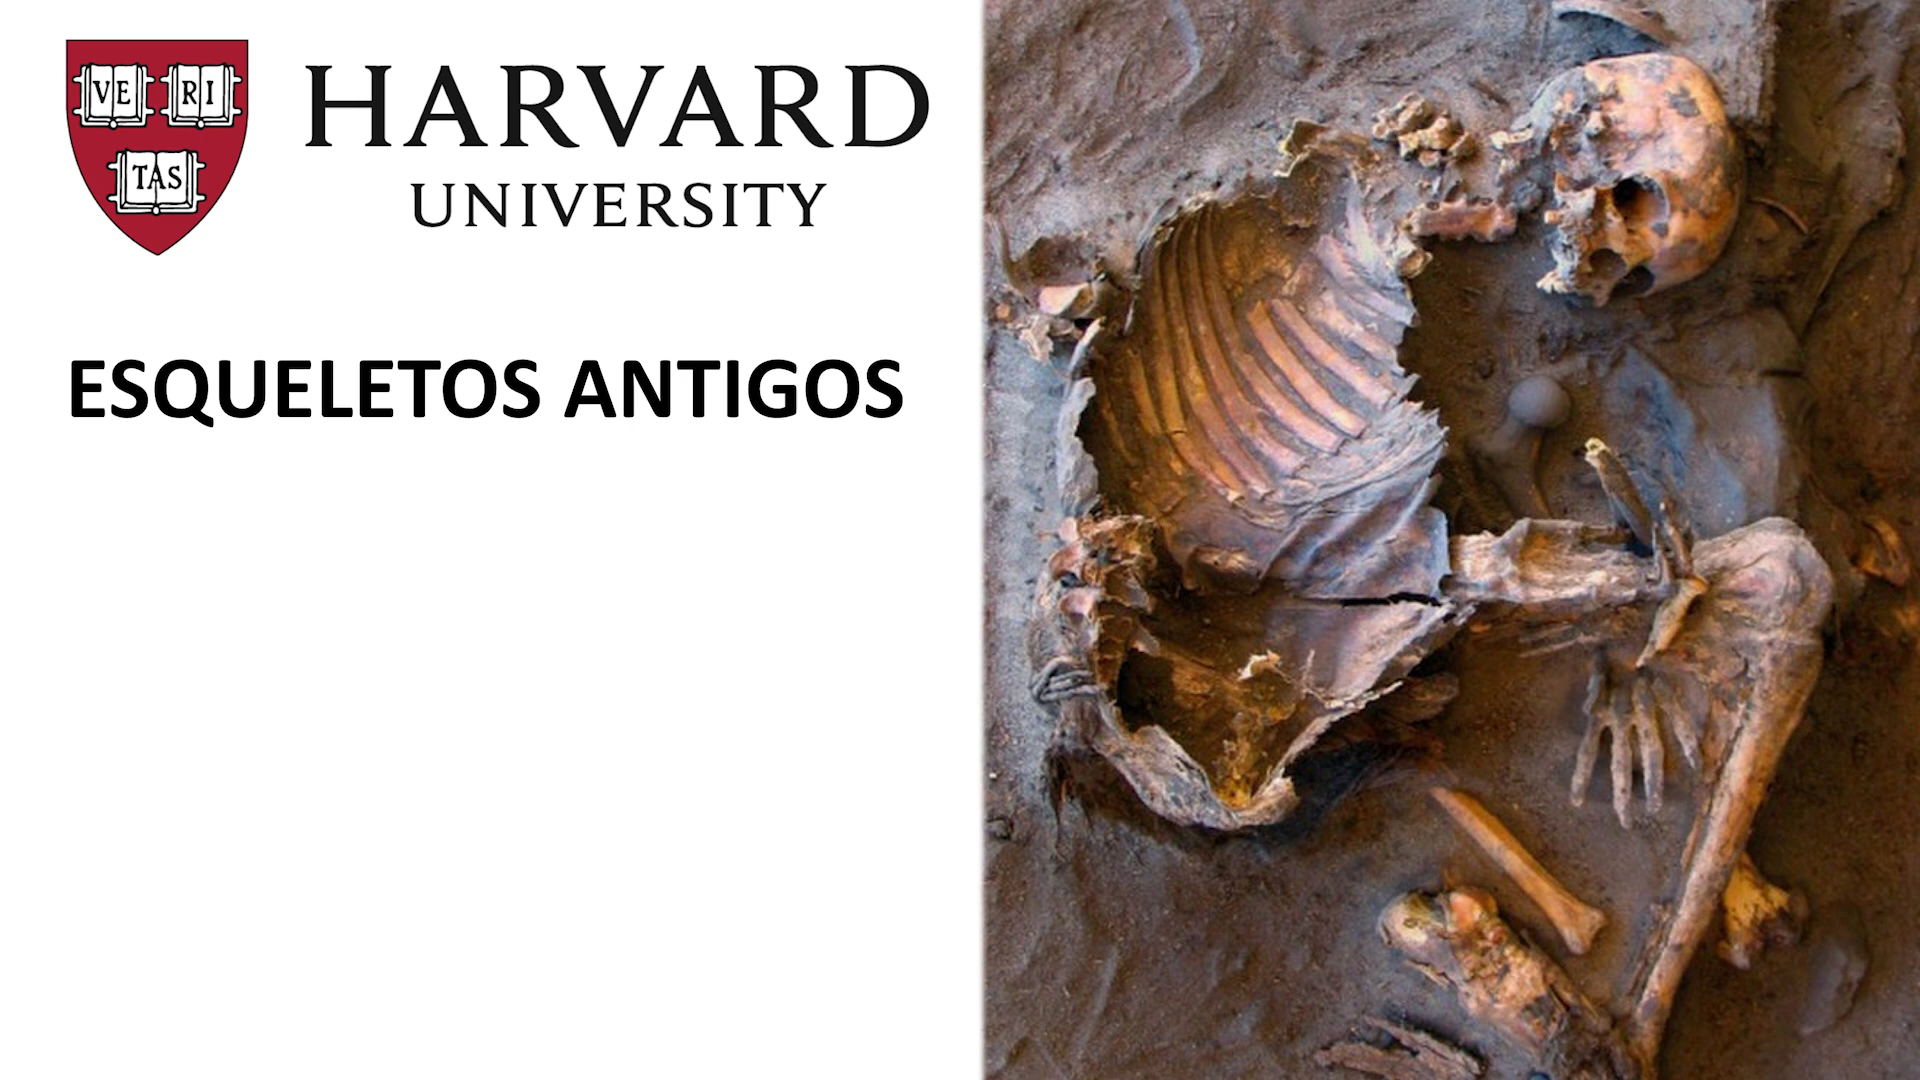 VE RI
TAS
HARVARD
UNIVERSITY
ESQUELETOS ANTIGOS